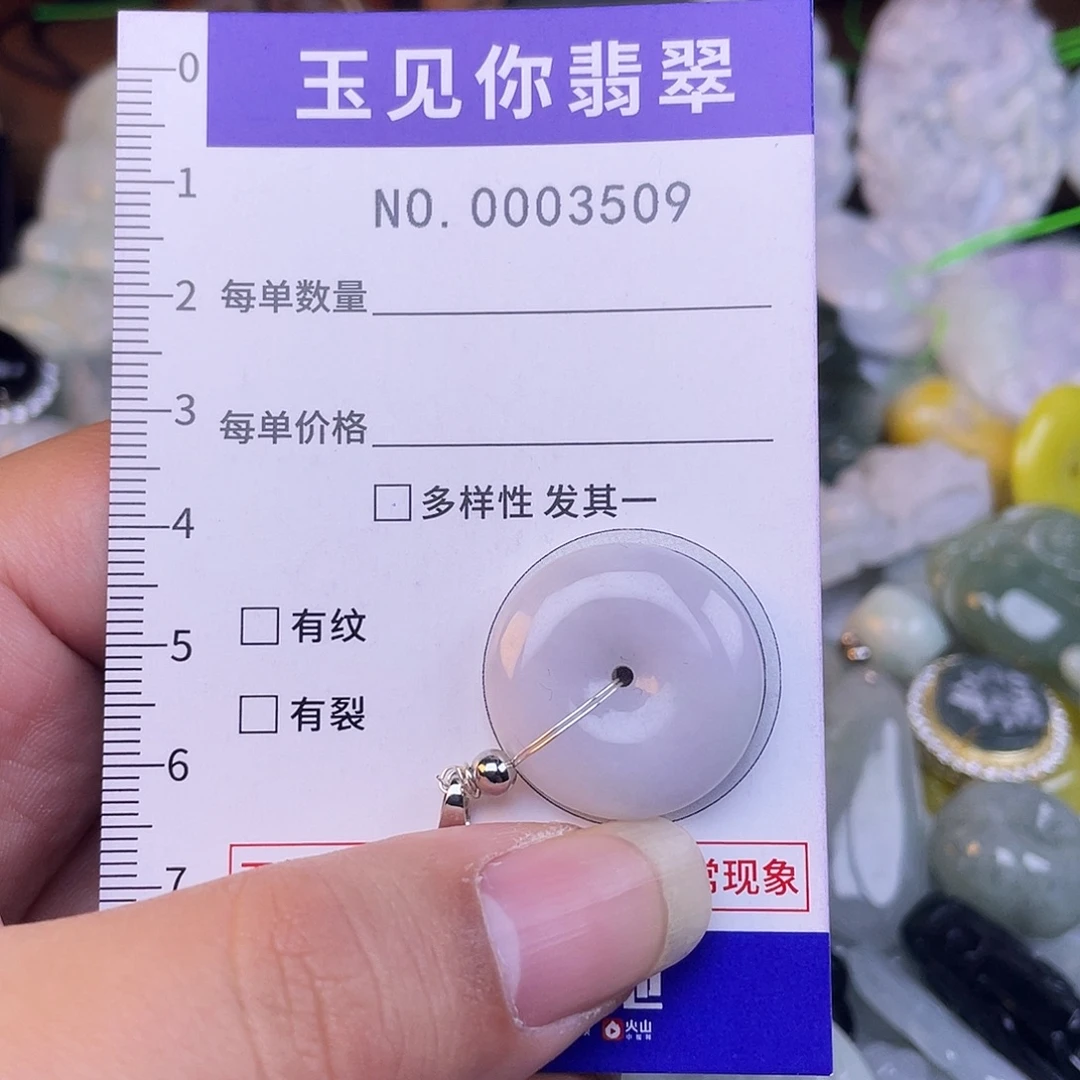 玉见你翡翠
0
NO. 0003509
1
2
每单数量
3
每单价格
多样性 发其一
4
有纹
5
有裂
6
常现象
7
火山